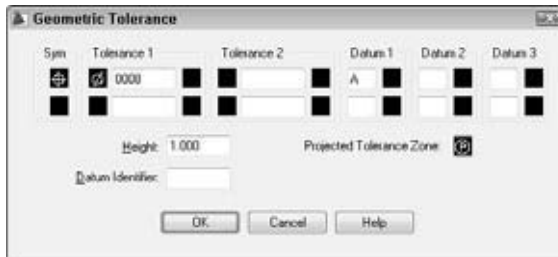 Geometric Tolerance
Sym Tolerance 1 Tolerance 2 Datum 1 Datum 2 Datum 3
Ø 0000 A
Height: 1.000 Projected Tolerance Zone: Ⓟ
Datum Identifier:
OK Cancel Help